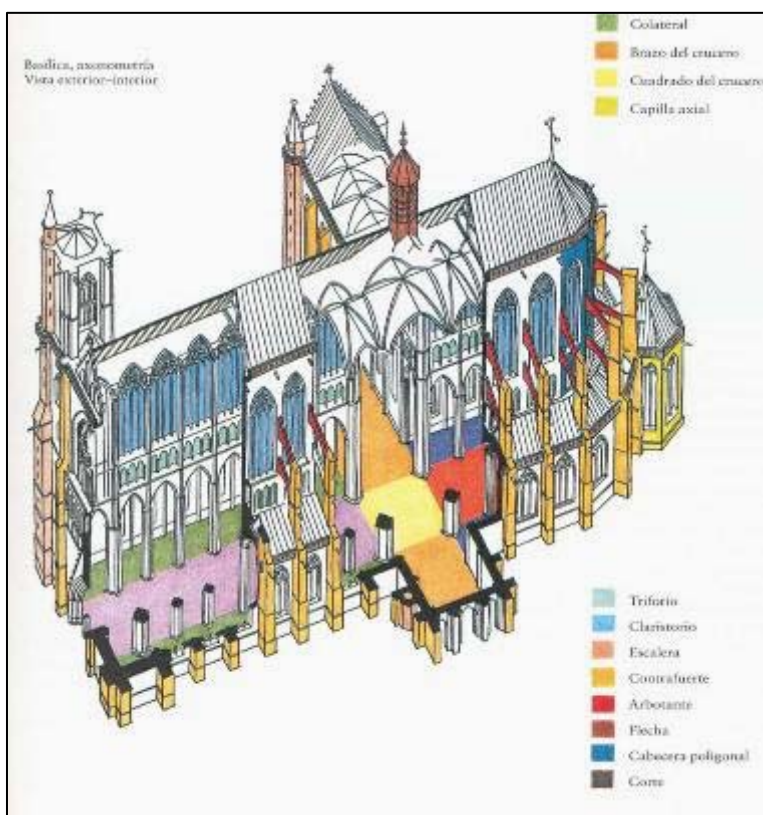 Basílica, axonometría
Vista exterior-interior
Colateral
Brazo del crucero
Cuadrado del crucero
Capilla axial
Triforio
Claristorio
Escalera
Contrafuerte
Arbotante
Flecha
Cabecera poligonal
Corte